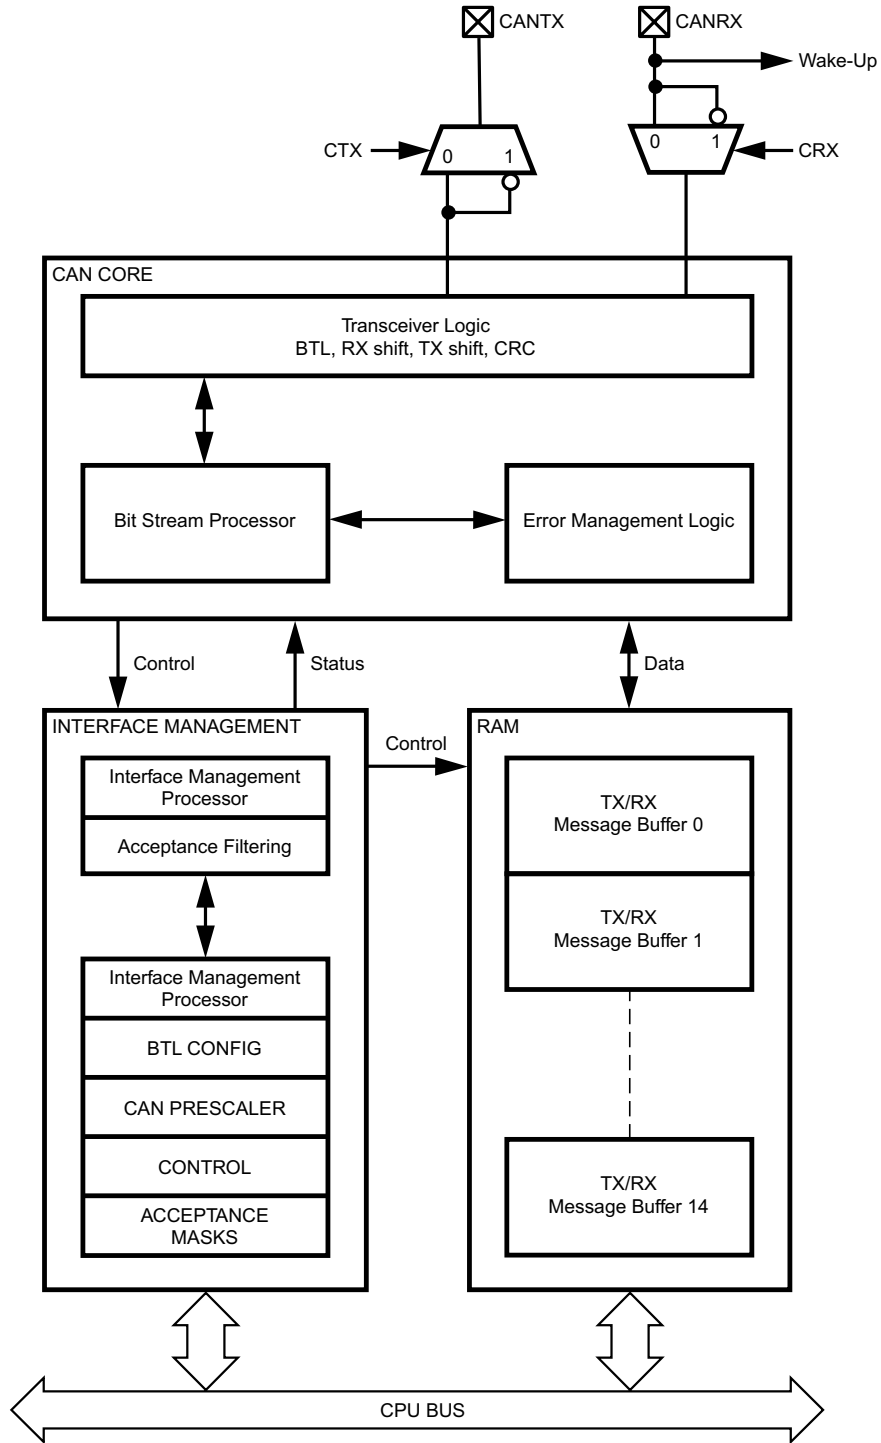 CANTX
CANRX
Wake-Up
CTX
0
1
0
1
CRX
CAN CORE
Transceiver Logic
BTL, RX shift, TX shift, CRC
Bit Stream Processor
Error Management Logic
Control
Status
Data
INTERFACE MANAGEMENT
Control
RAM
Interface Management
Processor
Acceptance Filtering
TX/RX
Message Buffer 0
TX/RX
Message Buffer 1
Interface Management
Processor
BTL CONFIG
CAN PRESCALER
CONTROL
ACCEPTANCE
MASKS
TX/RX
Message Buffer 14
CPU BUS